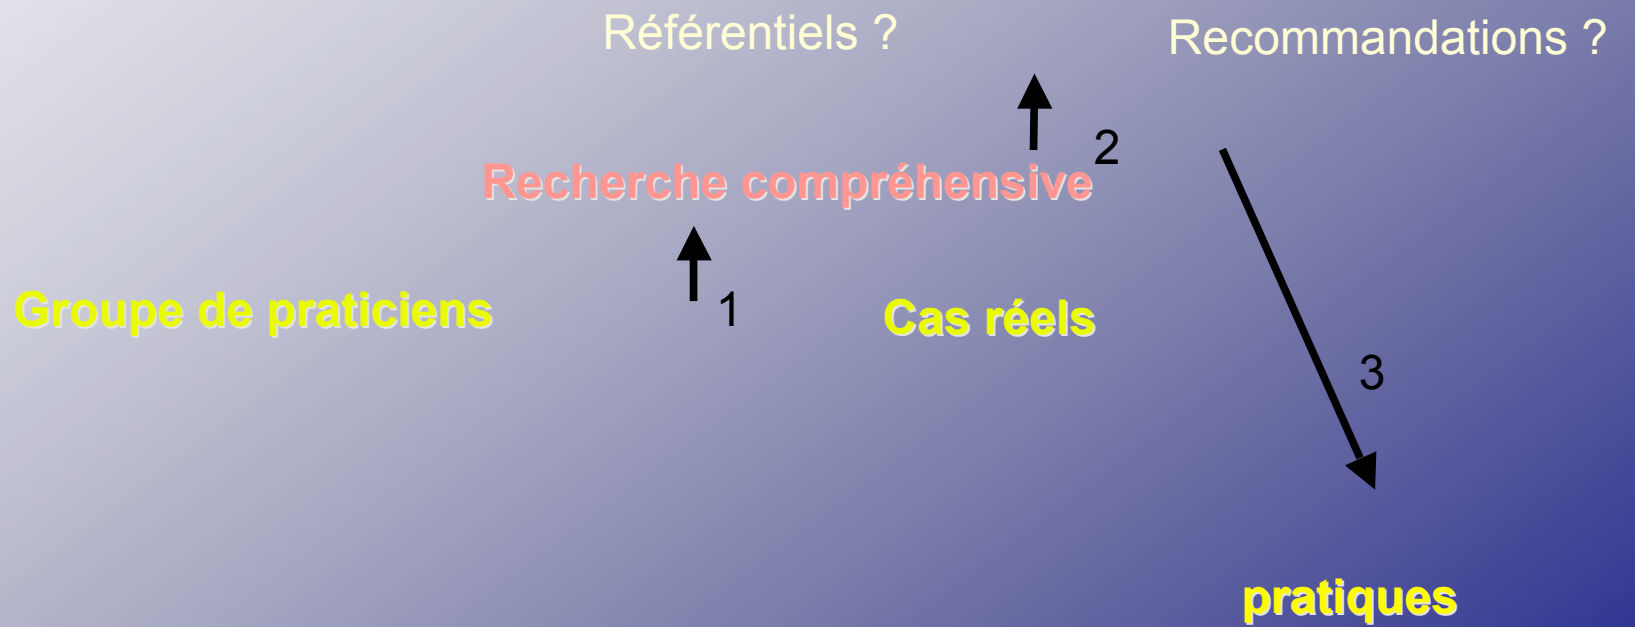 Référentiels ?
Recommandations ?
2
Recherche compréhensive
Groupe de praticiens
1
Cas réels
3
pratiques